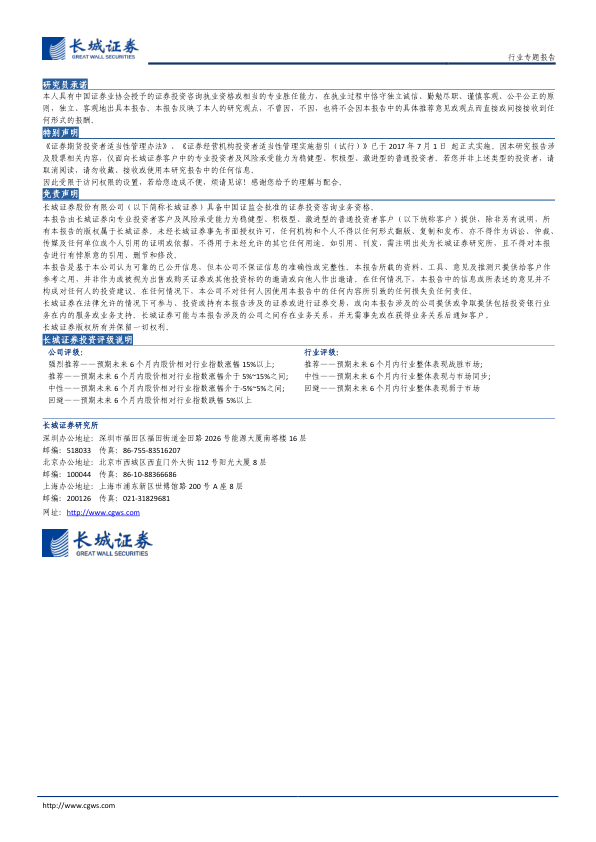 长城证券
GREAT WALL SECURITIES
行业专题报告
研究员承诺
本人具有中国证券业协会授予的证券投资咨询执业资格或相当的专业胜任能力，在执业过程中恪守独立诚信、勤勉尽职、谨慎客观、公平公正的原
则，独立、客观地出具本报告。本报告反映了本人的研究观点，不曾因，不因，也将不会因本报告中的具体推荐意见或观点而直接或间接接收到任
何形式的报酬。
特别声明
《证券期货投资者适当性管理办法》、《证券经营机构投资者适当性管理实施指引（试行）》已于 2017 年 7 月 1 日 起正式实施。因本研究报告涉
及股票相关内容，仅面向长城证券客户中的专业投资者及风险承受能力为稳健型、积极型、激进型的普通投资者。若您并非上述类型的投资者，请
取消阅读，请勿收藏、接收或使用本研究报告中的任何信息。
因此受限于访问权限的设置，若给您造成不便，烦请见谅！感谢您给予的理解与配合。
免责声明
长城证券股份有限公司（以下简称长城证券）具备中国证监会批准的证券投资咨询业务资格。
本报告由长城证券向专业投资者客户及风险承受能力为稳健型、积极型、激进型的普通投资者客户（以下统称客户）提供，除非另有说明，所
有本报告的版权属于长城证券。未经长城证券事先书面授权许可，任何机构和个人不得以任何形式翻版、复制和发布，亦不得作为诉讼、仲裁、
传媒及任何单位或个人引用的证明或依据，不得用于未经允许的其它任何用途。如引用、刊发，需注明出处为长城证券研究所，且不得对本报
告进行有悖原意的引用、删节和修改。
本报告是基于本公司认为可靠的已公开信息，但本公司不保证信息的准确性或完整性。本报告所载的资料、工具、意见及推测只提供给客户作
参考之用，并非作为或被视为出售或购买证券或其他投资标的的邀请或向他人作出邀请。在任何情况下，本报告中的信息或所表述的意见并不
构成对任何人的投资建议。在任何情况下，本公司不对任何人因使用本报告中的任何内容所引致的任何损失负任何责任。
长城证券在法律允许的情况下可参与、投资或持有本报告涉及的证券或进行证券交易，或向本报告涉及的公司提供或争取提供包括投资银行业
务在内的服务或业务支持。长城证券可能与本报告涉及的公司之间存在业务关系，并无需事先或在获得业务关系后通知客户。
长城证券版权所有并保留一切权利。
长城证券投资评级说明
公司评级：
强烈推荐——预期未来 6 个月内股价相对行业指数涨幅 15%以上;
推荐——预期未来 6 个月内股价相对行业指数涨幅介于 5%~15%之间;
中性——预期未来 6 个月内股价相对行业指数涨幅介于-5%~5%之间;
回避——预期未来 6 个月内股价相对行业指数跌幅 5%以上
行业评级：
推荐——预期未来 6 个月内行业整体表现战胜市场;
中性——预期未来 6 个月内行业整体表现与市场同步;
回避——预期未来 6 个月内行业整体表现弱于市场
长城证券研究所
深圳办公地址：深圳市福田区福田街道金田路 2026 号能源大厦南塔楼 16 层
邮编：518033 传真：86-755-83516207
北京办公地址：北京市西城区西直门外大街 112 号阳光大厦 8 层
邮编：100044 传真：86-10-88366686
上海办公地址：上海市浦东新区世博馆路 200 号 A 座 8 层
邮编：200126 传真：021-31829681
网址：http://www.cgws.com
长城证券
GREAT WALL SECURITIES
http://www.cgws.com